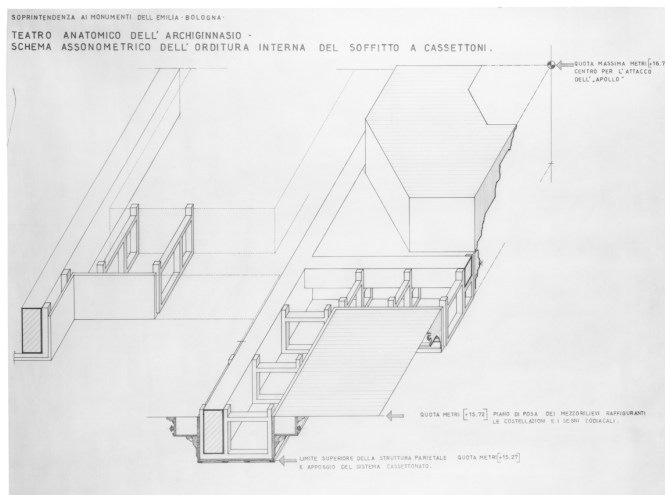 SOPRINTENDENZA AI MONUMENTI DELL EMILIA - BOLOGNA -
TEATRO ANATOMICO DELL' ARCHIGINNASIO -
SCHEMA ASSONOMETRICO DELL' ORDITURA INTERNA DEL SOFFITTO A CASSETTONI.
QUOTA MASSIMA METRI [+16.7
CENTRO PER L' ATTACCO
DELL' „APOLLO"
QUOTA METRI [+15.72] PIANO DI POSA DEI MEZZORILIEVI RAFFIGURANTI
LE COSTELLAZIONI E I SEGNI ZODIACALI.
LIMITE SUPERIORE DELLA STRUTTURA PARIETALE QUOTA METRI [+15.27]
E APPOGGIO DEL SISTEMA CASSETTONATO.